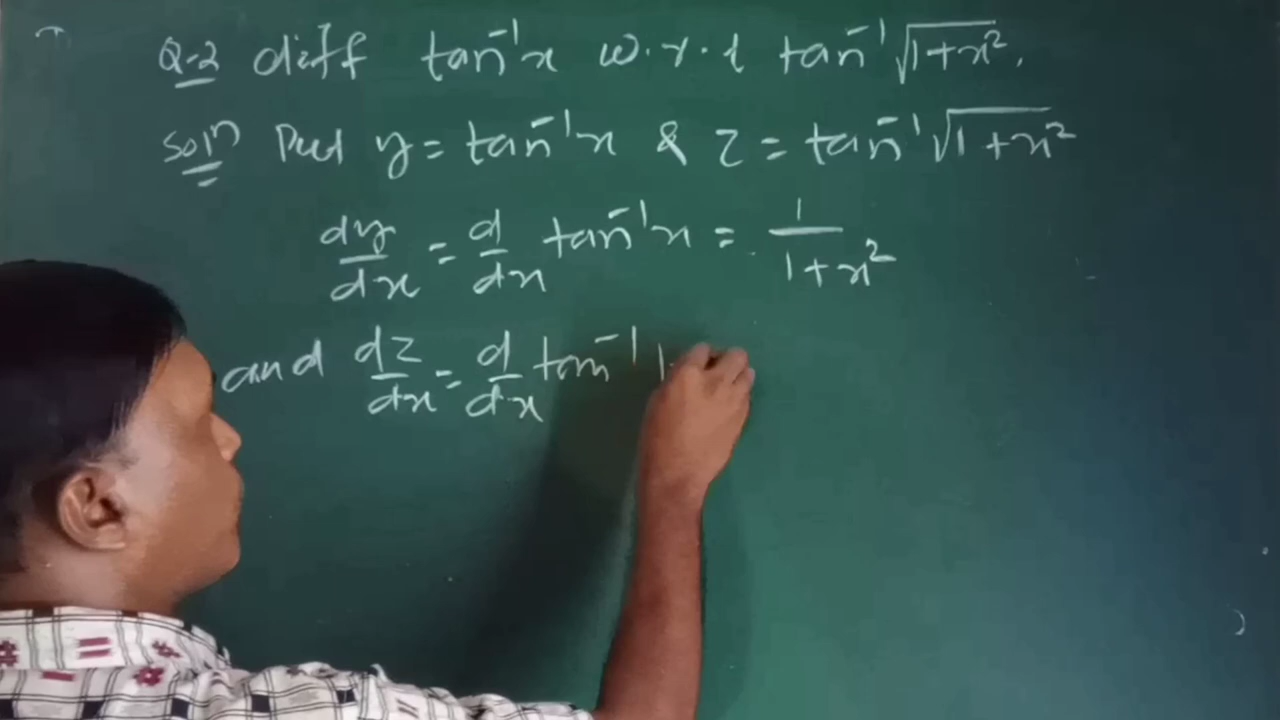 Q-2 diff tan⁻¹x w.r.t tan⁻¹√1+x².
Soln Put y = tan⁻¹x & z = tan⁻¹√1+x²
dy/dx = d/dx tan⁻¹x = 1/1+x²
and dz/dx = d/dx tan⁻¹